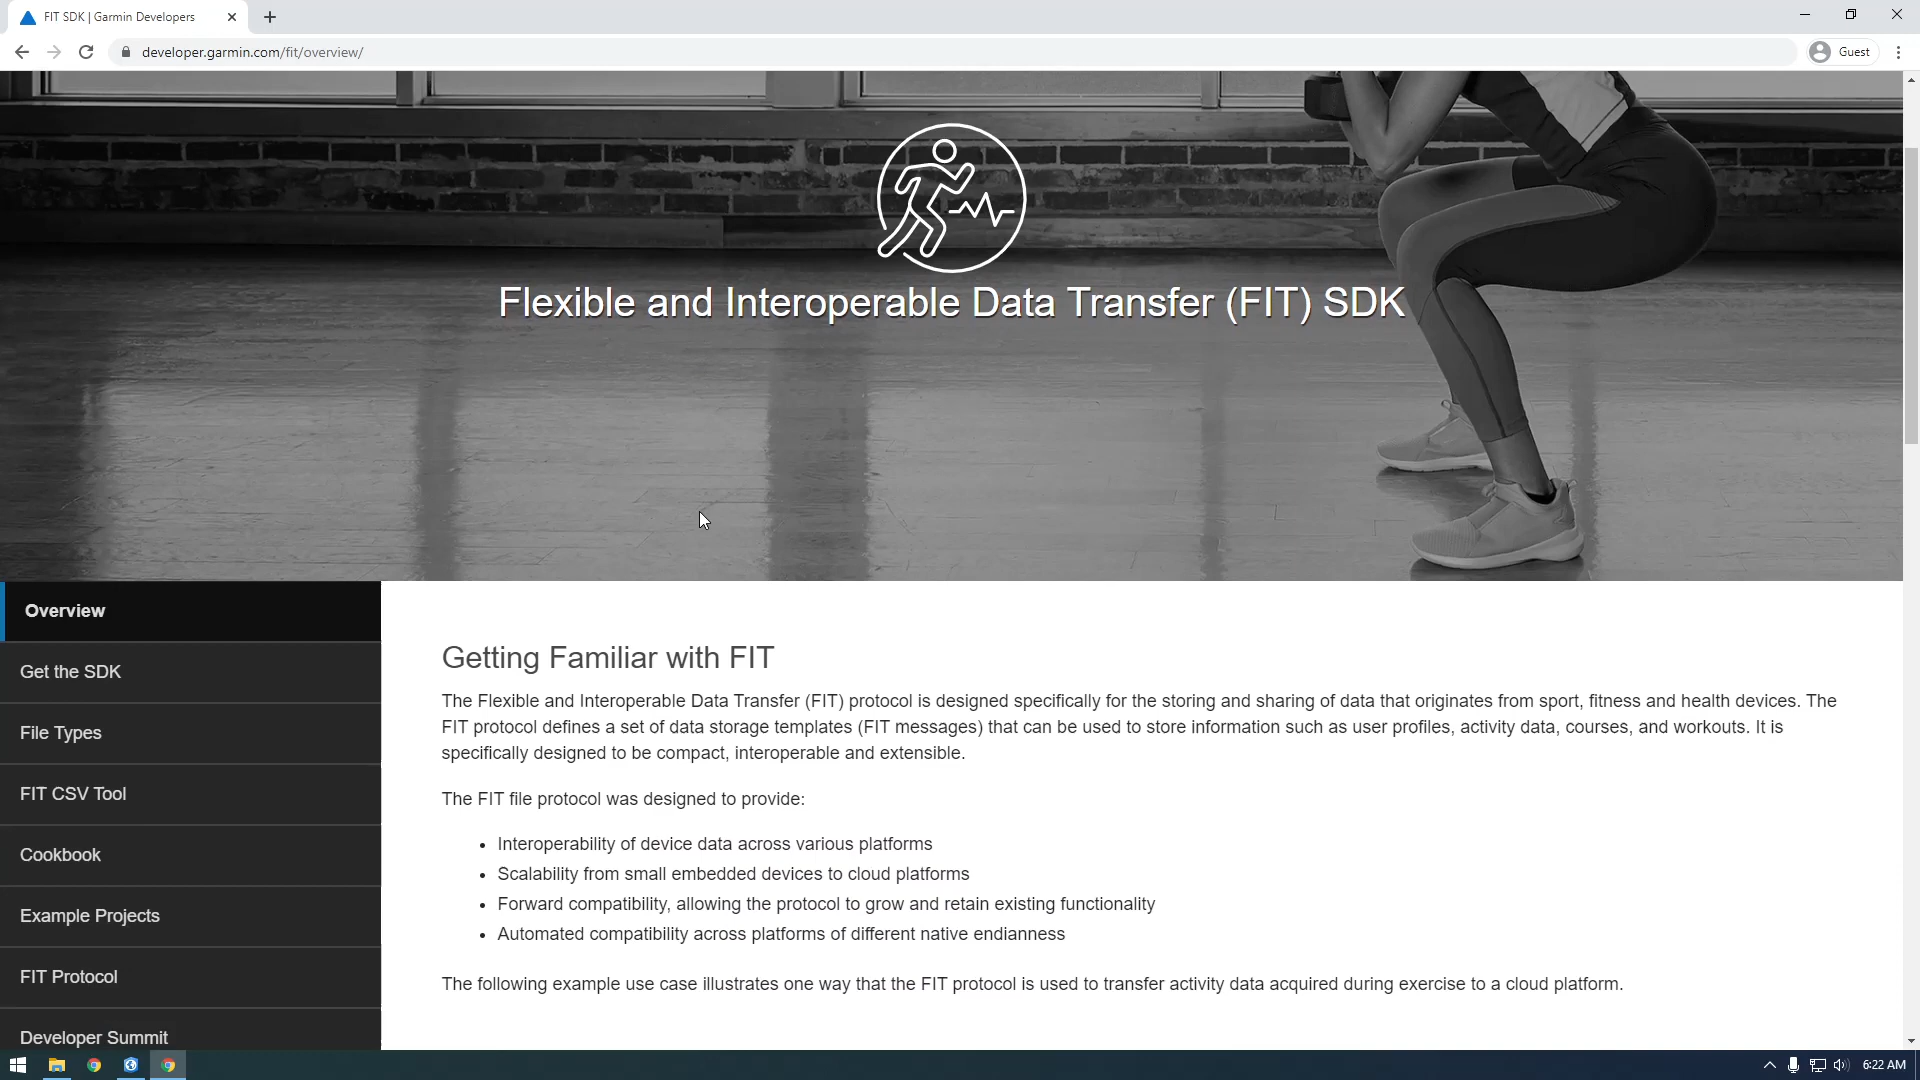 FIT SDK | Garmin Developers
developer.garmin.com/fit/overview/
Guest
Flexible and Interoperable Data Transfer (FIT) SDK
Overview
Get the SDK
File Types
FIT CSV Tool
Cookbook
Example Projects
FIT Protocol
Developer Summit
Getting Familiar with FIT
The Flexible and Interoperable Data Transfer (FIT) protocol is designed specifically for the storing and sharing of data that originates from sport, fitness and health devices. The
FIT protocol defines a set of data storage templates (FIT messages) that can be used to store information such as user profiles, activity data, courses, and workouts. It is
specifically designed to be compact, interoperable and extensible.
The FIT file protocol was designed to provide:
• Interoperability of device data across various platforms
• Scalability from small embedded devices to cloud platforms
• Forward compatibility, allowing the protocol to grow and retain existing functionality
• Automated compatibility across platforms of different native endianness
The following example use case illustrates one way that the FIT protocol is used to transfer activity data acquired during exercise to a cloud platform.
6:22 AM